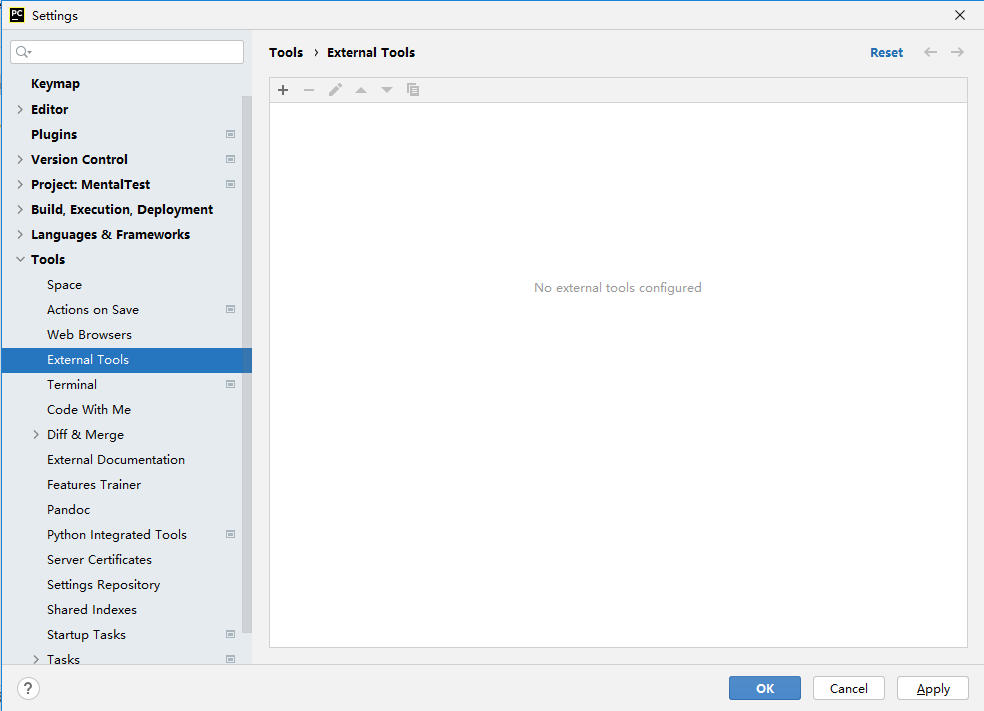 PC
Settings
Keymap
Editor
Plugins
Version Control
Project: MentalTest
Build, Execution, Deployment
Languages & Frameworks
Tools
Space
Actions on Save
Web Browsers
External Tools
Terminal
Code With Me
Diff & Merge
External Documentation
Features Trainer
Pandoc
Python Integrated Tools
Server Certificates
Settings Repository
Shared Indexes
Startup Tasks
Tasks
Tools › External Tools
Reset
No external tools configured
?
OK
Cancel
Apply